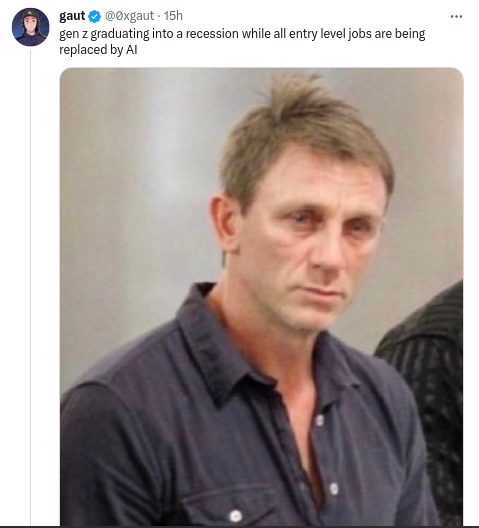 gaut @0xgaut · 15h
gen z graduating into a recession while all entry level jobs are being
replaced by AI